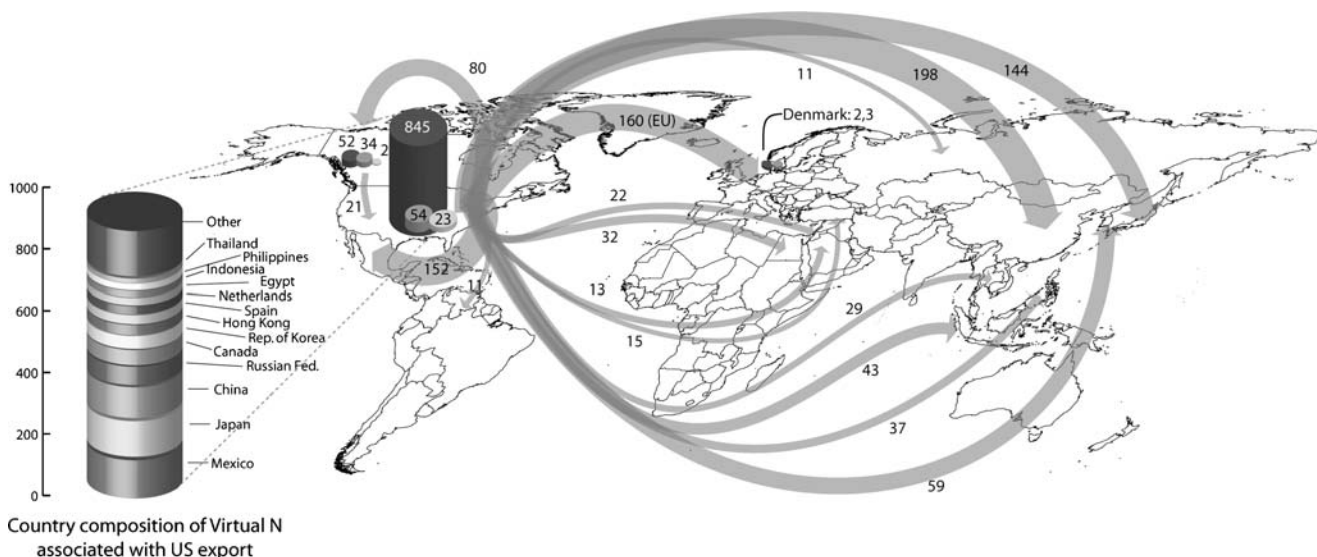 80
11
198
144
160 (EU)
Denmark: 2,3
845
52
34
2
21
54
23
22
32
152
11
13
15
29
43
37
59
1000
800
600
400
200
0
Other
Thailand
Philippines
Indonesia
Egypt
Netherlands
Spain
Hong Kong
Rep. of Korea
Canada
Russian Fed.
China
Japan
Mexico
Country composition of Virtual N
associated with US export